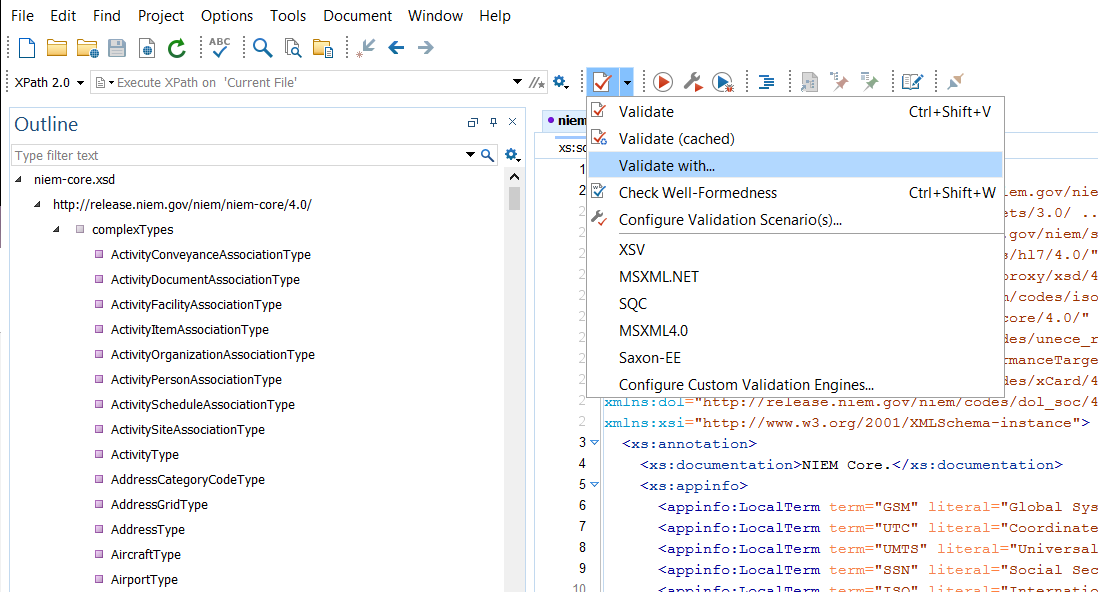 File Edit Find Project Options Tools Document Window Help
ABC
XPath 2.0 Execute XPath on 'Current File'
Outline
Type filter text
niem-core.xsd
http://release.niem.gov/niem/niem-core/4.0/
complexTypes
ActivityConveyanceAssociationType
ActivityDocumentAssociationType
ActivityFacilityAssociationType
ActivityItemAssociationType
ActivityOrganizationAssociationType
ActivityPersonAssociationType
ActivityScheduleAssociationType
ActivitySiteAssociationType
ActivityType
AddressCategoryCodeType
AddressGridType
AddressType
AircraftType
AirportType
Validate Ctrl+Shift+V
Validate (cached)
Validate with...
Check Well-Formedness Ctrl+Shift+W
Configure Validation Scenario(s)...
XSV
MSXML.NET
SQC
MSXML4.0
Saxon-EE
Configure Custom Validation Engines...
niem
xs:sc
1
2
2 em.gov/nie
2 ets/3.0/ ..
2 gov/niem/s
2 s/hl7/4.0/"
2 proxy/xsd/4
2 m/codes/iso
2 core/4.0/"
2 des/unece_r
2 rmanceTarge
2 des/xCard/4
2 xmlns:dol="http://release.niem.gov/niem/codes/dol_soc/4
2 xmlns:xsi="http://www.w3.org/2001/XMLSchema-instance">
3 <xs:annotation>
4 <xs:documentation>NIEM Core.</xs:documentation>
5 <xs:appinfo>
6 <appinfo:LocalTerm term="GSM" literal="Global Sys
7 <appinfo:LocalTerm term="UTC" literal="Coordinate
8 <appinfo:LocalTerm term="UMTS" literal="Universal
9 <appinfo:LocalTerm term="SSN" literal="Social Sec
10 <appinfo:LocalTerm term="ISO" literal="Internatio